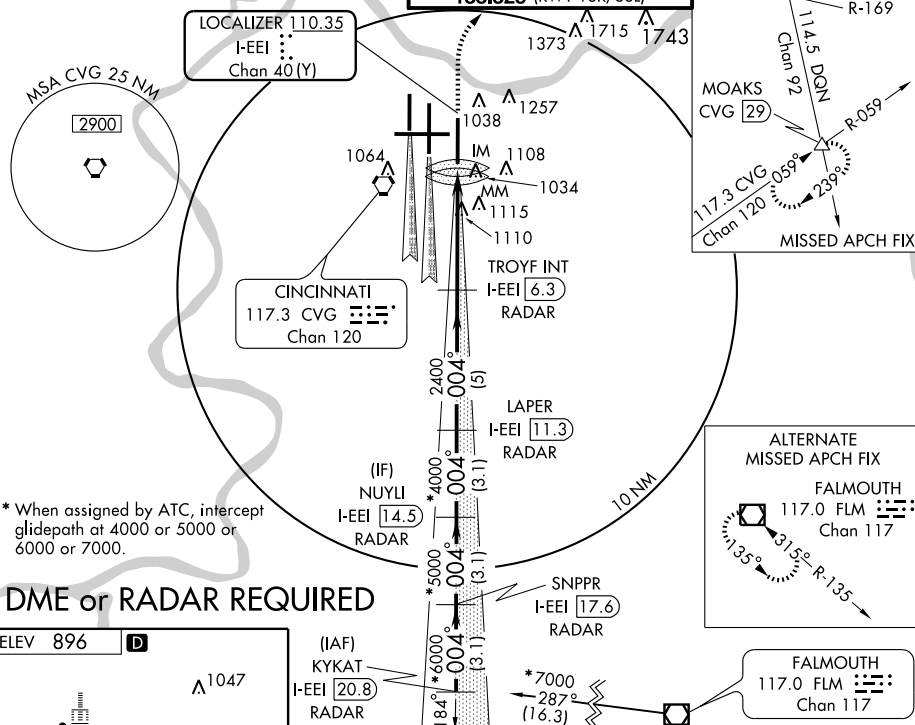 LOCALIZER 110.35
I-EEI
Chan 40 (Y)
1373
1715
1743
R-169
114.5 DQN
Chan 92
MOAKS
CVG 29
R-059
059°
239°
117.3 CVG
Chan 120
MISSED APCH FIX
MSA CVG 25 NM
2900
1257
1038
IM
1108
1064
1034
MM
1115
1110
CINCINNATI
117.3 CVG
Chan 120
TROYF INT
I-EEI 6.3
RADAR
2400
004°
(5)
LAPER
I-EEI 11.3
RADAR
(IF)
NUYLI
I-EEI 14.5
RADAR
*4000
004°
(3.1)
10 NM
* When assigned by ATC, intercept
glidepath at 4000 or 5000 or
6000 or 7000.
*5000
004°
(3.1)
SNPPR
I-EEI 17.6
RADAR
ALTERNATE
MISSED APCH FIX
FALMOUTH
117.0 FLM
Chan 117
315°
135°
R-135
DME or RADAR REQUIRED
ELEV 896 D
1047
(IAF)
KYKAT
I-EEI 20.8
RADAR
*6000
004°
(3.1)
184°
*7000
287°
(16.3)
FALMOUTH
117.0 FLM
Chan 117